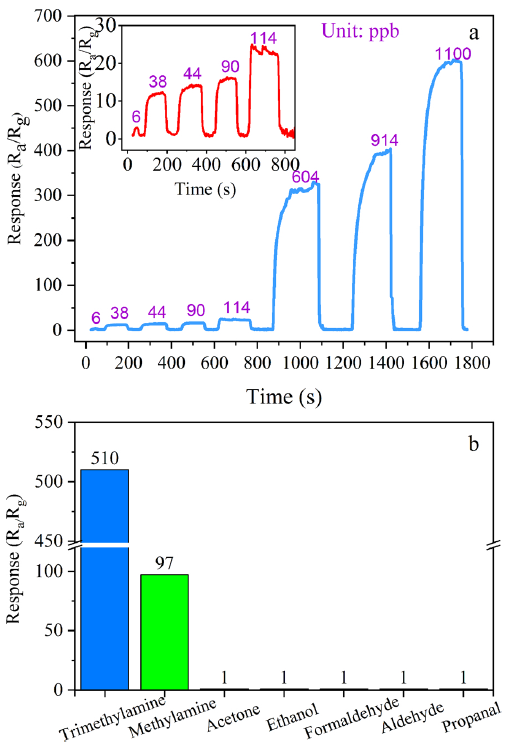 700
600
500
400
300
200
100
0
Response (Ra/Rg)
a
Unit: ppb
30
20
10
0
Response (Ra/Rg)
6
38
44
90
114
0 200 400 600 800
Time (s)
6 38 44 90 114 604 914 1100
0 200 400 600 800 1000 1200 1400 1600 1800
Time (s)
b
550
500
450
100
50
0
Response (Ra/Rg)
510
97
1 1 1 1 1
Trimethylamine Methylamine Acetone Ethanol Formaldehyde Aldehyde Propanal